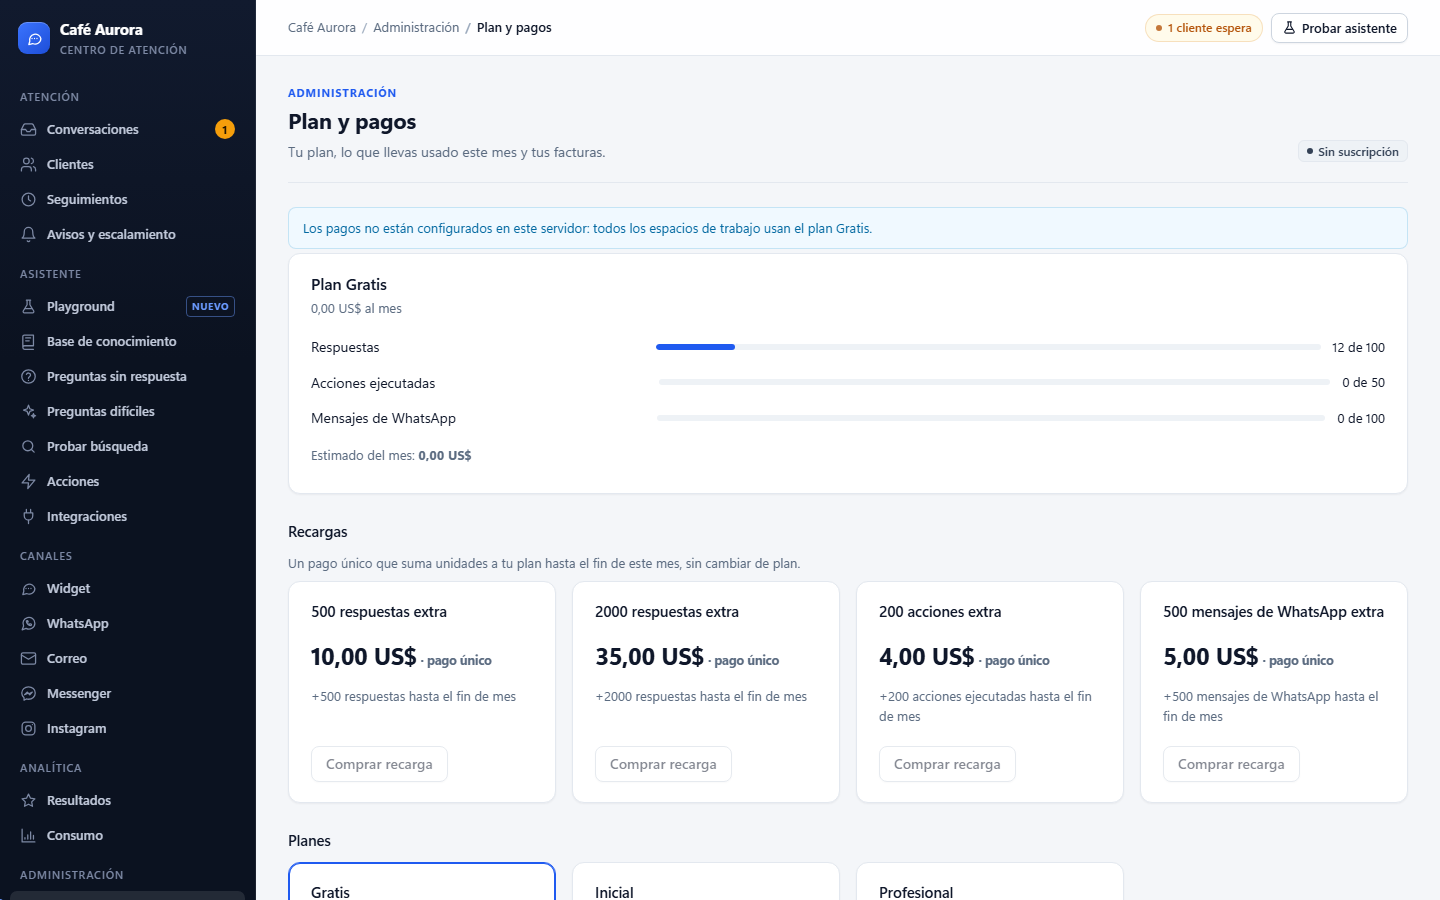 Café Aurora
CENTRO DE ATENCIÓN
ATENCIÓN
Conversaciones 1
Clientes
Seguimientos
Avisos y escalamiento
ASISTENTE
Playground NUEVO
Base de conocimiento
Preguntas sin respuesta
Preguntas difíciles
Probar búsqueda
Acciones
Integraciones
CANALES
Widget
WhatsApp
Correo
Messenger
Instagram
ANALÍTICA
Resultados
Consumo
ADMINISTRACIÓN
Café Aurora / Administración / Plan y pagos
1 cliente espera
Probar asistente
ADMINISTRACIÓN
Plan y pagos
Tu plan, lo que llevas usado este mes y tus facturas.
Sin suscripción
Los pagos no están configurados en este servidor: todos los espacios de trabajo usan el plan Gratis.
Plan Gratis
0,00 US$ al mes
Respuestas 12 de 100
Acciones ejecutadas 0 de 50
Mensajes de WhatsApp 0 de 100
Estimado del mes: 0,00 US$
Recargas
Un pago único que suma unidades a tu plan hasta el fin de este mes, sin cambiar de plan.
500 respuestas extra
10,00 US$ · pago único
+500 respuestas hasta el fin de mes
Comprar recarga
2000 respuestas extra
35,00 US$ · pago único
+2000 respuestas hasta el fin de mes
Comprar recarga
200 acciones extra
4,00 US$ · pago único
+200 acciones ejecutadas hasta el fin
de mes
Comprar recarga
500 mensajes de WhatsApp extra
5,00 US$ · pago único
+500 mensajes de WhatsApp hasta el
fin de mes
Comprar recarga
Planes
Gratis
Inicial
Profesional